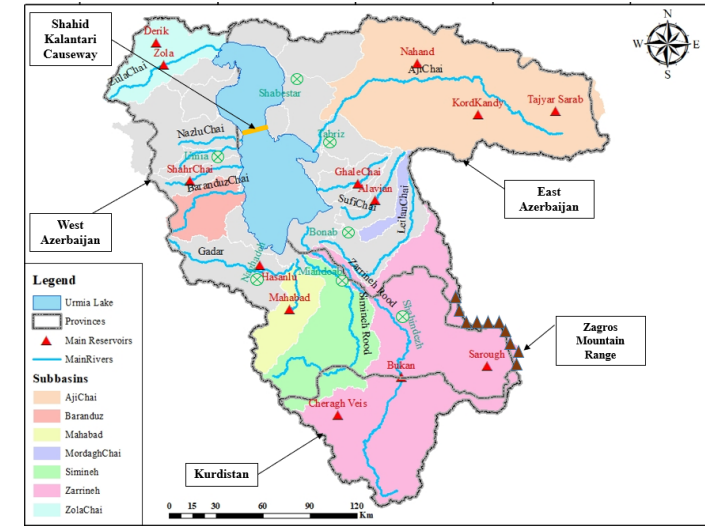 Shahid
Kalantari
Causeway
Derik
Zola
ZulaChai
Nahand
AjiChai
KordKandy
Tajyar Sarab
Shabestar
Tabriz
NazluChai
Urmia
ShahrChai
BaranduzChai
GhaleChai
Alavian
SufiChai
LeilanChai
N
W
E
S
East
Azerbaijan
West
Azerbaijan
Bonab
Gadar
Hasanlu
Miandoab
Zarrineh Rood
Mahabad
Simineh Rood
Shahindezh
Bukan
Sarough
Zagros
Mountain
Range
Cheragh Veis
Kurdistan
Legend
Urmia Lake
Provinces
Main Reservoirs
MainRivers
Subbasins
AjiChai
Baranduz
Mahabad
MordaghChai
Simineh
Zarrineh
ZolaChai
0 15 30 60 90 120
Km